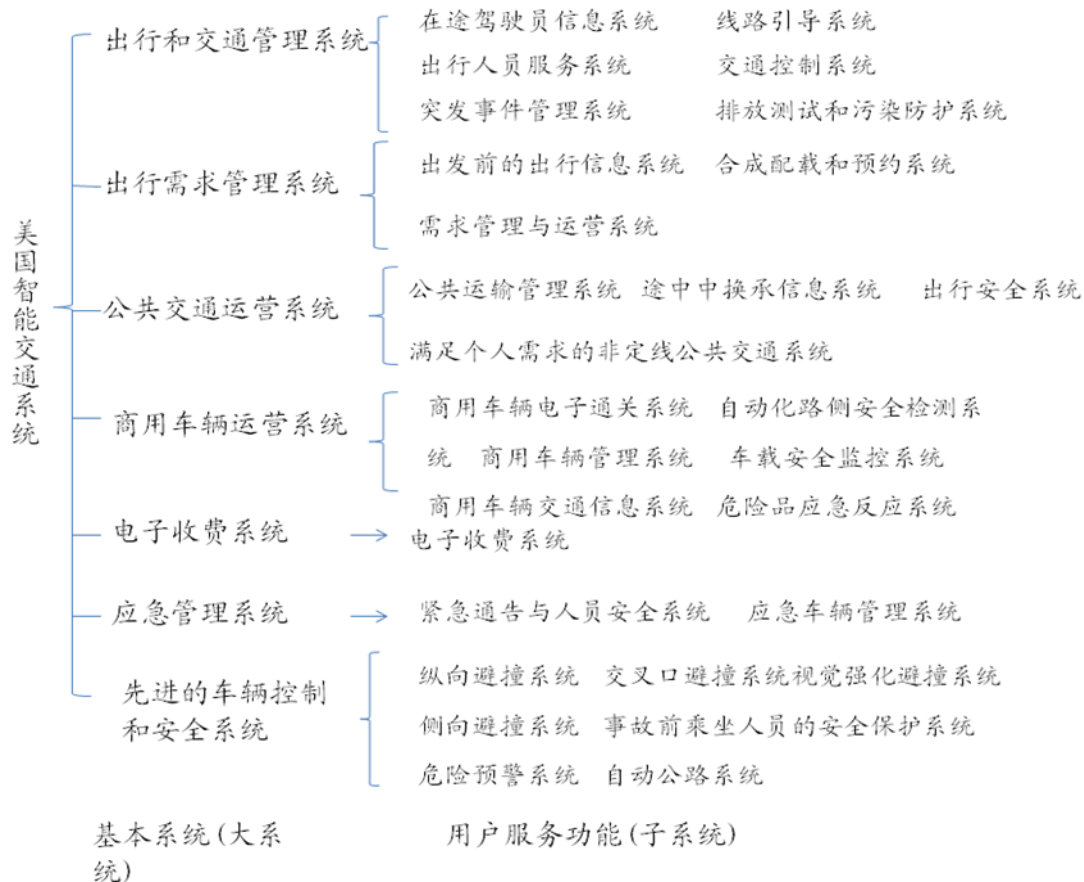 美国智能交通系统
出行和交通管理系统
在途驾驶员信息系统 线路引导系统
出行人员服务系统 交通控制系统
突发事件管理系统 排放测试和污染防护系统
出行需求管理系统
出发前的出行信息系统 合成配载和预约系统
需求管理与运营系统
公共交通运营系统
公共运输管理系统 途中中换承信息系统 出行安全系统
满足个人需求的非定线公共交通系统
商用车辆运营系统
商用车辆电子通关系统 自动化路侧安全检测系
统 商用车辆管理系统 车载安全监控系统
商用车辆交通信息系统 危险品应急反应系统
电子收费系统
电子收费系统
应急管理系统
紧急通告与人员安全系统 应急车辆管理系统
先进的车辆控制
和安全系统
纵向避撞系统 交叉口避撞系统视觉强化避撞系统
侧向避撞系统 事故前乘坐人员的安全保护系统
危险预警系统 自动公路系统
基本系统(大系
统)
用户服务功能(子系统)